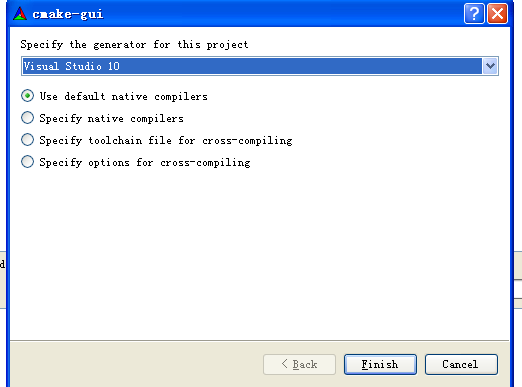 cmake-gui
Specify the generator for this project
Visual Studio 10
Use default native compilers
Specify native compilers
Specify toolchain file for cross-compiling
Specify options for cross-compiling
d
< Back
Finish
Cancel